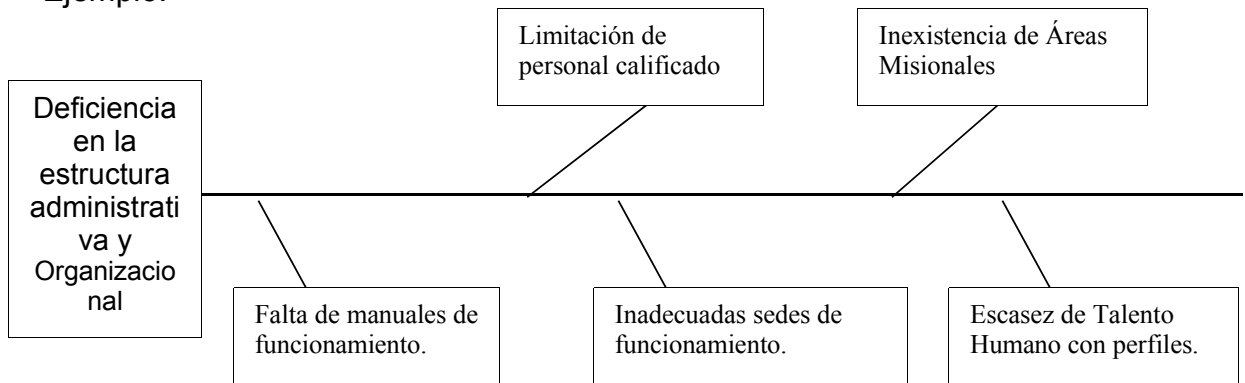 Ejemplo:
Limitación de
personal calificado
Inexistencia de Áreas
Misionales
Deficiencia
en la
estructura
administrati
va y
Organizacio
nal
Falta de manuales de
funcionamiento.
Inadecuadas sedes de
funcionamiento.
Escasez de Talento
Humano con perfiles.